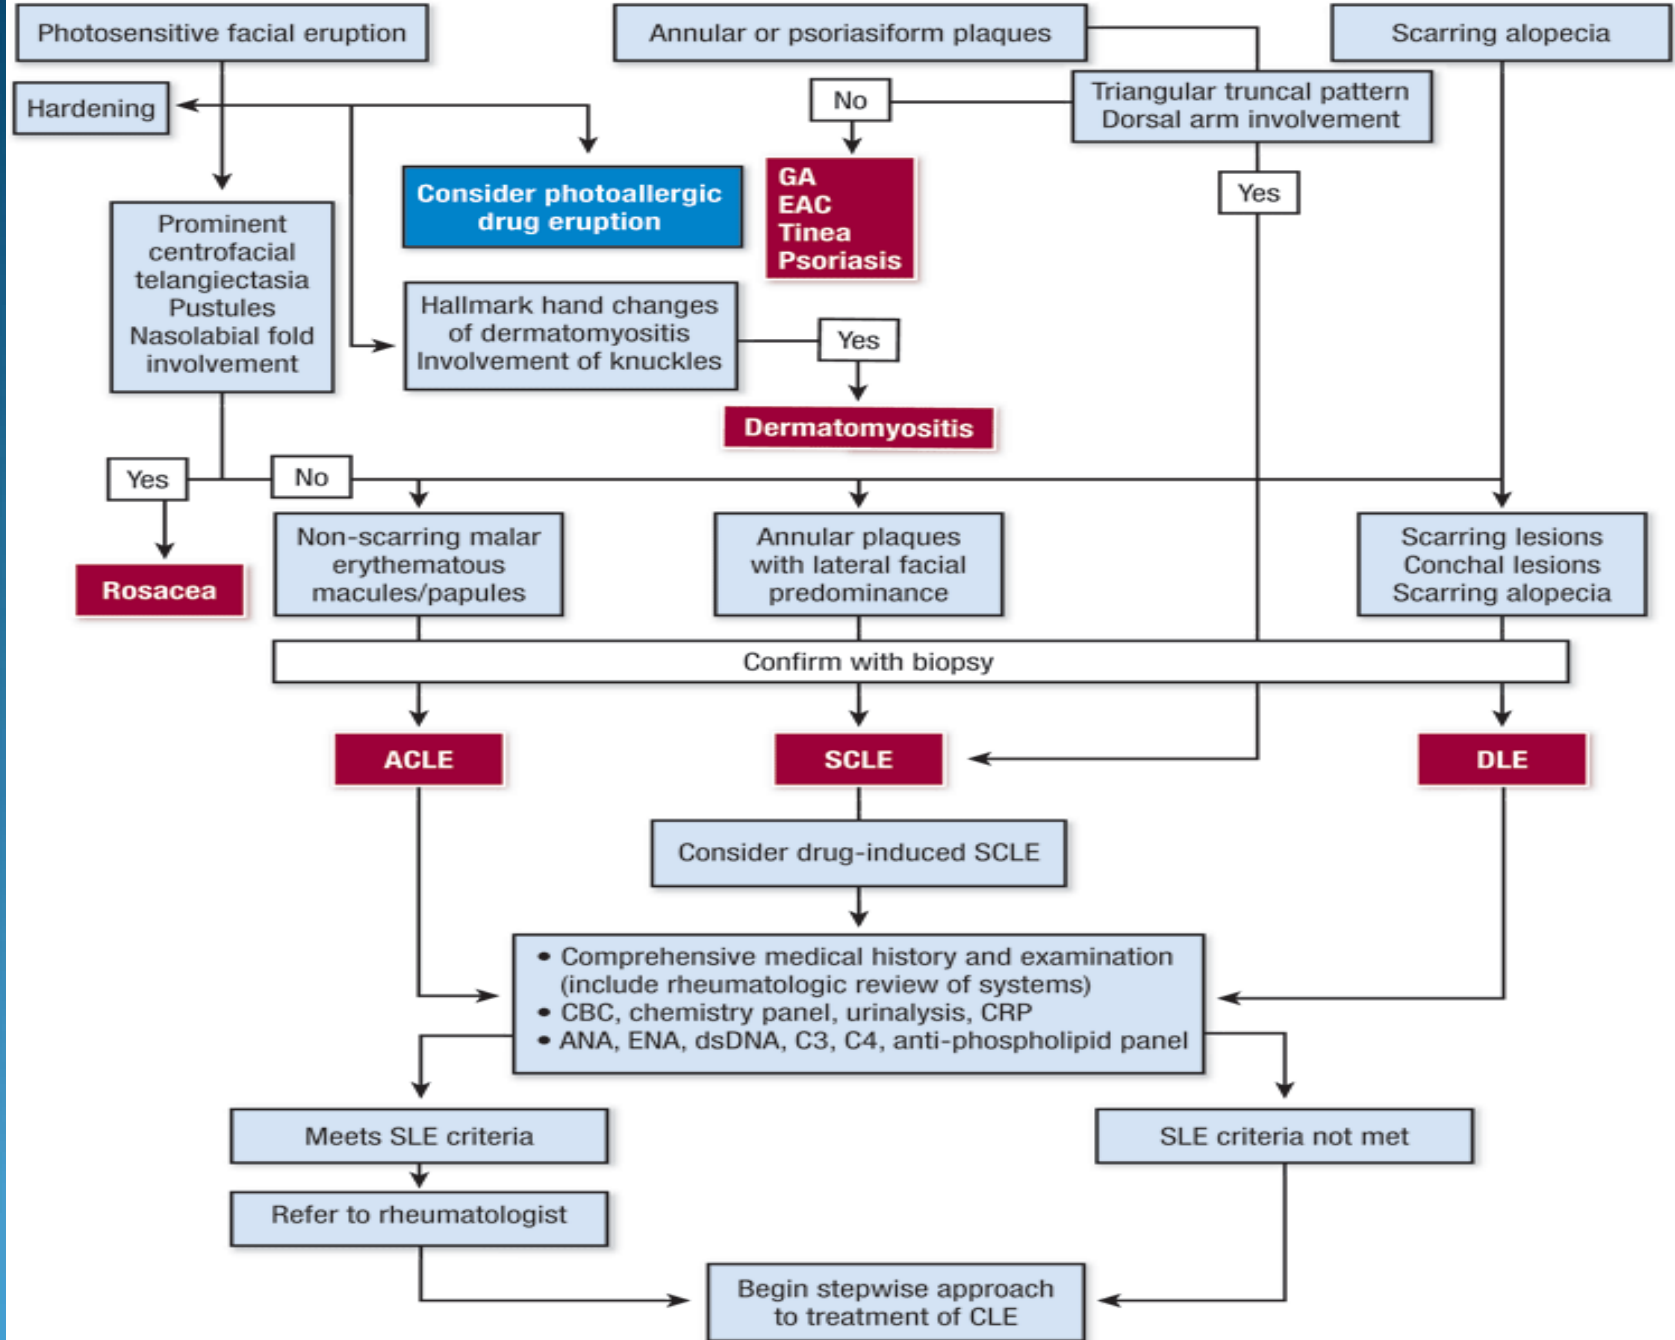 Photosensitive facial eruption
Annular or psoriasiform plaques
Scarring alopecia
Hardening
No
Triangular truncal pattern
Dorsal arm involvement
Consider photoallergic
drug eruption
GA
EAC
Tinea
Psoriasis
Yes
Prominent
centrofacial
telangiectasia
Pustules
Nasolabial fold
involvement
Hallmark hand changes
of dermatomyositis
Involvement of knuckles
Yes
Dermatomyositis
Yes
No
Rosacea
Non-scarring malar
erythematous
macules/papules
Annular plaques
with lateral facial
predominance
Scarring lesions
Conchal lesions
Scarring alopecia
Confirm with biopsy
ACLE
SCLE
DLE
Consider drug-induced SCLE
• Comprehensive medical history and examination
(include rheumatologic review of systems)
• CBC, chemistry panel, urinalysis, CRP
• ANA, ENA, dsDNA, C3, C4, anti-phospholipid panel
Meets SLE criteria
SLE criteria not met
Refer to rheumatologist
Begin stepwise approach
to treatment of CLE